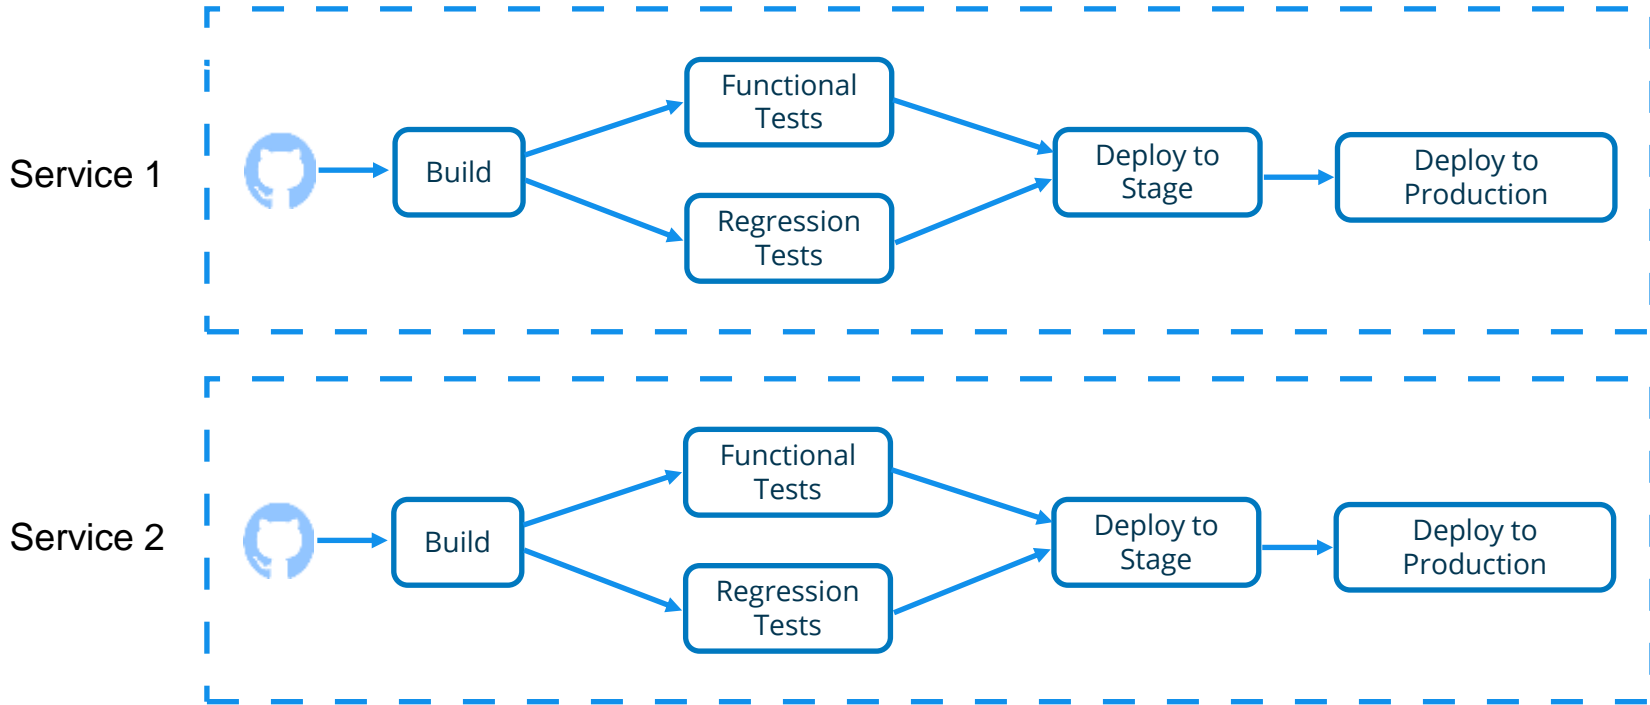 Service 1
Build
Functional
Tests
Regression
Tests
Deploy to
Stage
Deploy to
Production
Service 2
Build
Functional
Tests
Regression
Tests
Deploy to
Stage
Deploy to
Production